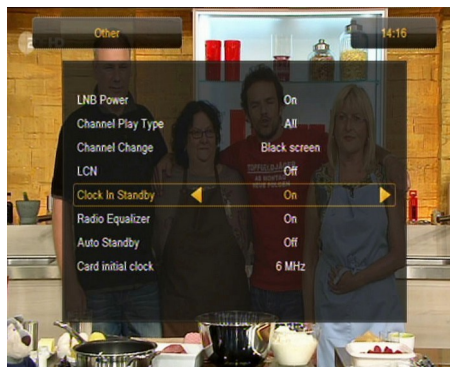 Other
14:16
LNB Power On
Channel Play Type All
Channel Change Black screen
LCN Off
Clock In Standby On
Radio Equalizer On
Auto Standby Off
Card initial clock 6 MHz